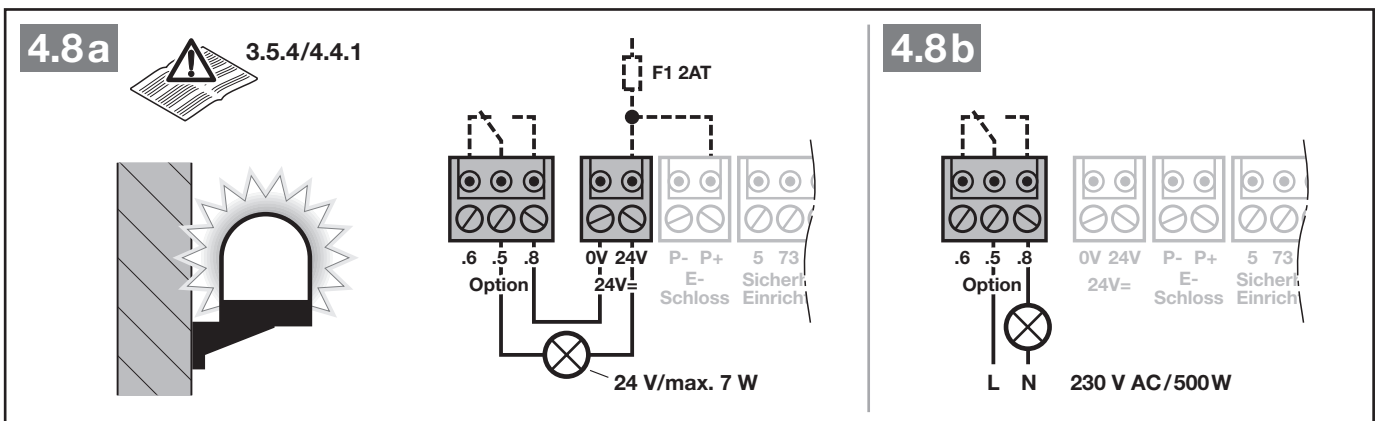 4.8a
3.5.4/4.4.1
F1 2AT
.6 .5 .8
Option
0V 24V
24V=
P- P+
E-
Schloss
5 73
Sicherh
Einrich
24 V/max. 7 W
4.8b
.6 .5 .8
Option
0V 24V
24V=
P- P+
E-
Schloss
5 73
Sicherh
Einrich
L N
230 V AC/500W